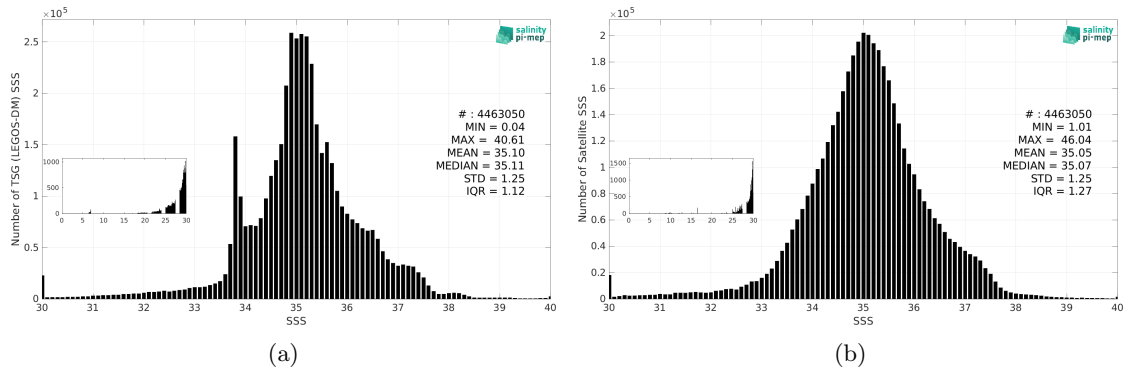 ×10^5
2.5
2
1.5
1
0.5
0
Number of TSG (LEGOS-DM) SSS
salinity
pi-mep
# : 4463050
MIN = 0.04
MAX = 40.61
MEAN = 35.10
MEDIAN = 35.11
STD = 1.25
IQR = 1.12
1000
500
0
0 5 10 15 20 25 30
30 31 32 33 34 35 36 37 38 39 40
SSS
(a)
×10^5
2
1.8
1.6
1.4
1.2
1
0.8
0.6
0.4
0.2
0
Number of Satellite SSS
salinity
pi-mep
# : 4463050
MIN = 1.01
MAX = 46.04
MEAN = 35.05
MEDIAN = 35.07
STD = 1.25
IQR = 1.27
1500
1000
500
0
0 5 10 15 20 25 30
30 31 32 33 34 35 36 37 38 39 40
SSS
(b)